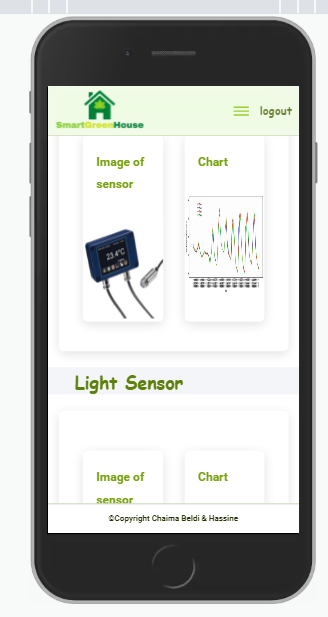 SmartGreenHouse
logout
Image of
sensor
Chart
23.4°C
Light Sensor
Image of
sensor
Chart
©Copyright Chaima Beldi & Hassine